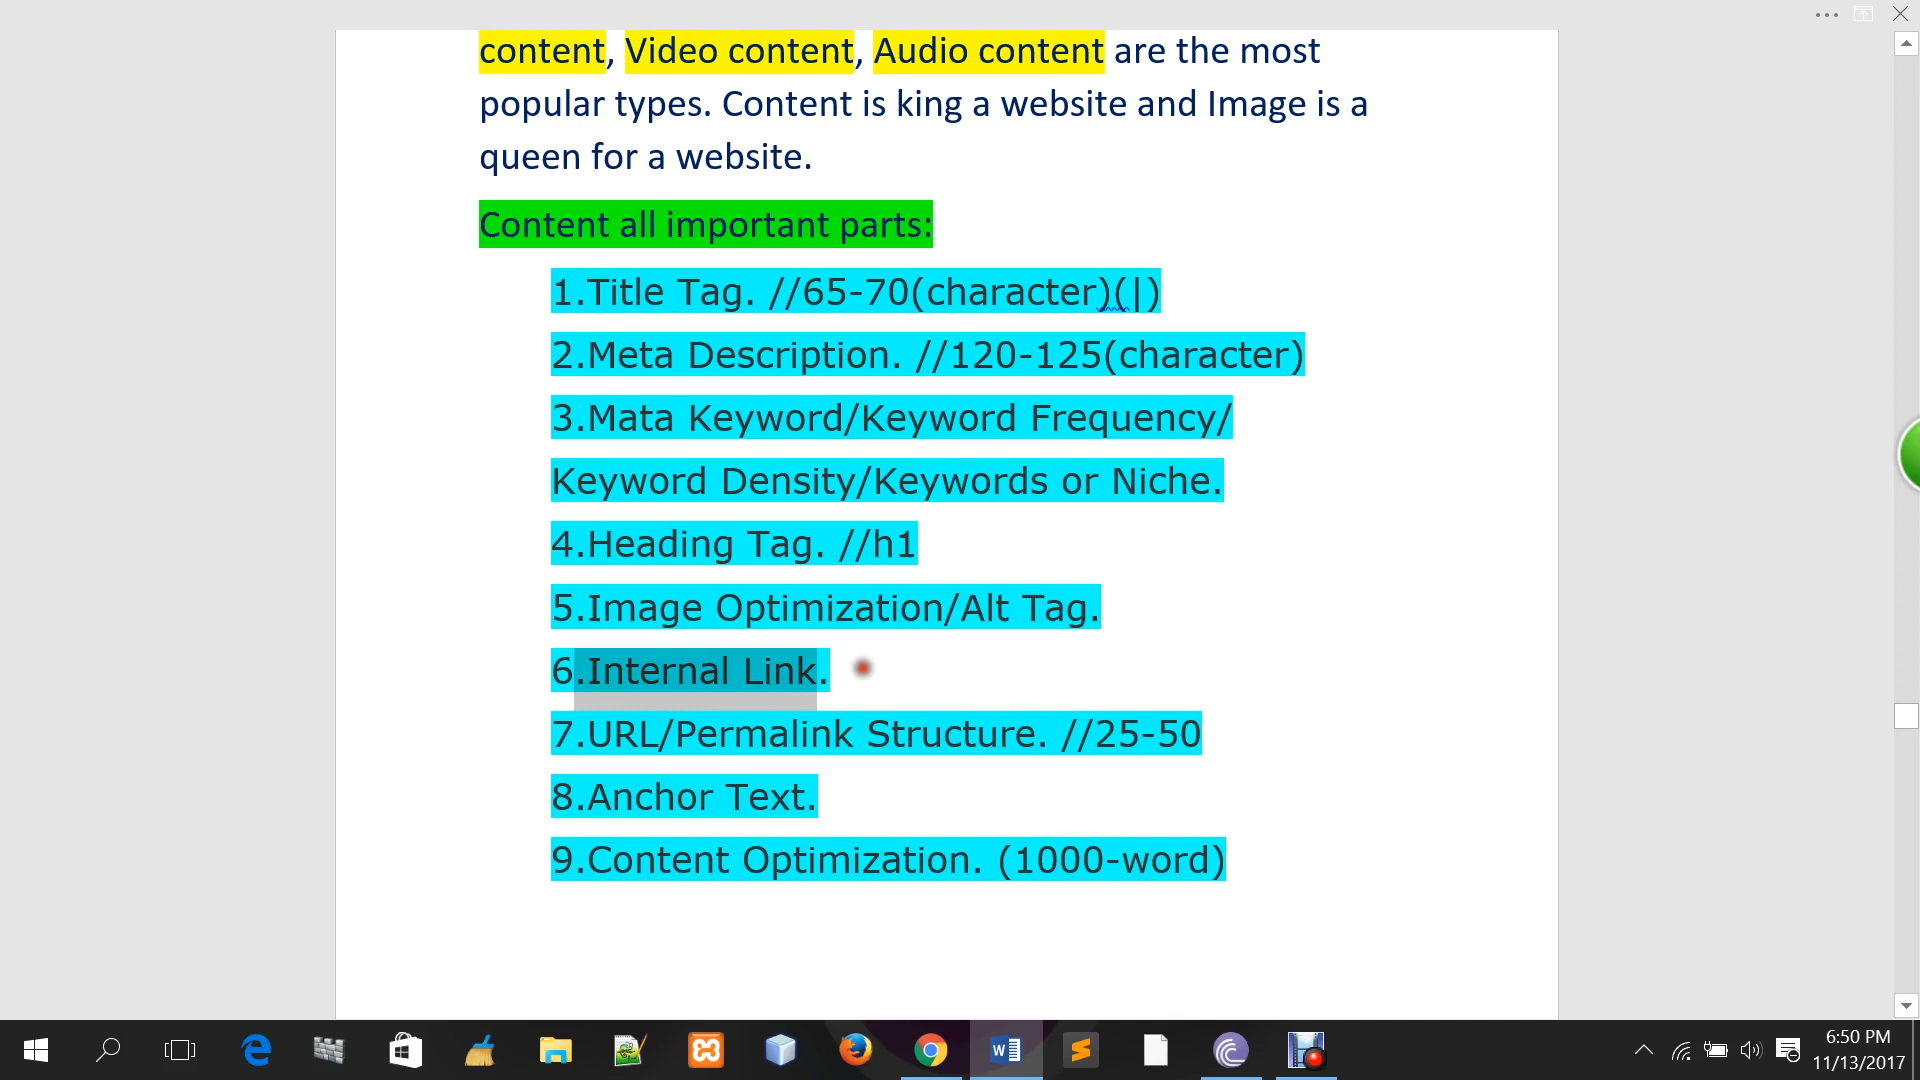 content, Video content, Audio content are the most
popular types. Content is king a website and Image is a
queen for a website.
Content all important parts:
1.Title Tag. //65-70(character)(|)
2.Meta Description. //120-125(character)
3.Mata Keyword/Keyword Frequency/
Keyword Density/Keywords or Niche.
4.Heading Tag. //h1
5.Image Optimization/Alt Tag.
6.Internal Link.
7.URL/Permalink Structure. //25-50
8.Anchor Text.
9.Content Optimization. (1000-word)
6:50 PM
11/13/2017